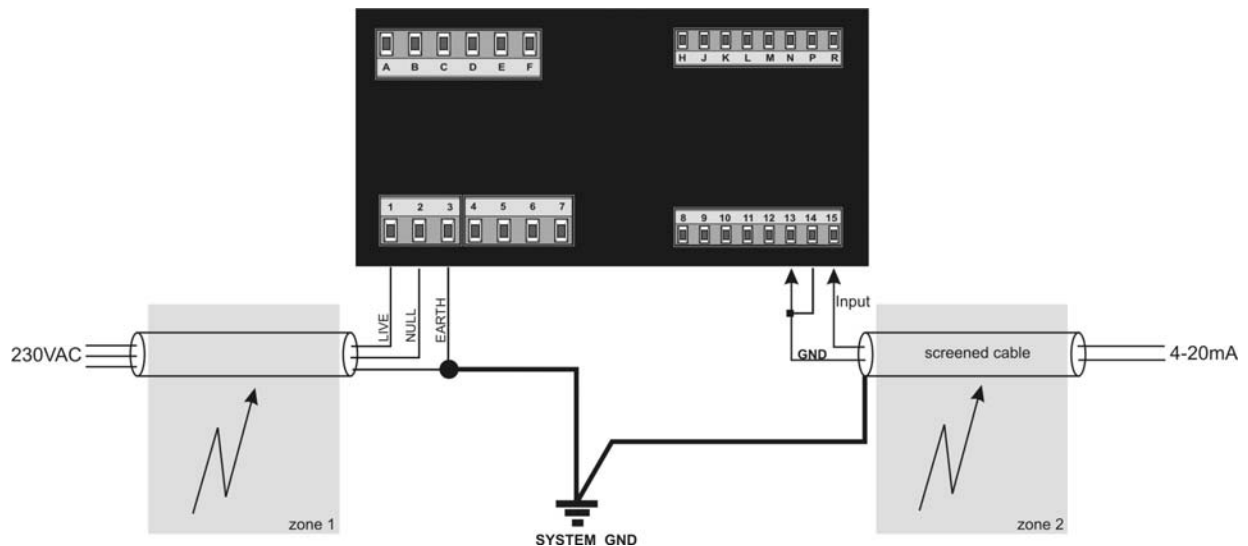 A B C D E F
H J K L M N P R
1 2 3 4 5 6 7
8 9 10 11 12 13 14 15
LIVE
NULL
EARTH
Input
230VAC
GND
screened cable
4-20mA
zone 1
zone 2
SYSTEM GND